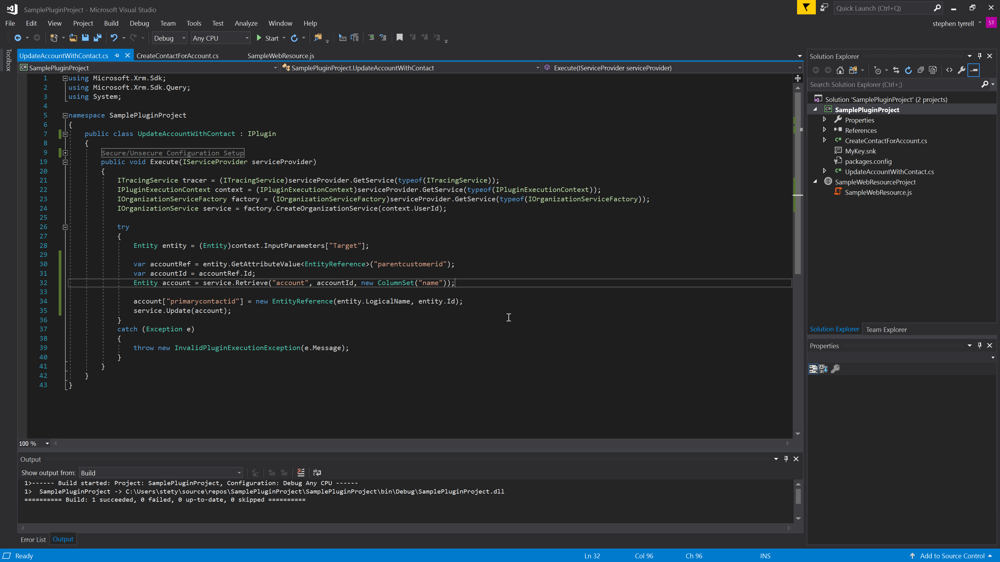 SamplePluginProject - Microsoft Visual Studio
Quick Launch (Ctrl+Q)
File Edit View Project Build Debug Team Tools Test Analyze Window Help
stephen tyrrell ST
Debug Any CPU Start
Toolbox
UpdateAccountWithContact.cs CreateContactForAccount.cs SampleWebResource.js
SamplePluginProject SamplePluginProject.UpdateAccountWithContact Execute(IServiceProvider serviceProvider)
1 using Microsoft.Xrm.Sdk;
2 using Microsoft.Xrm.Sdk.Query;
3 using System;
4
5 namespace SamplePluginProject
6 {
7 public class UpdateAccountWithContact : IPlugin
8 {
9 Secure/Unsecure Configuration Setup
19 public void Execute(IServiceProvider serviceProvider)
20 {
21 ITracingService tracer = (ITracingService)serviceProvider.GetService(typeof(ITracingService));
22 IPluginExecutionContext context = (IPluginExecutionContext)serviceProvider.GetService(typeof(IPluginExecutionContext));
23 IOrganizationServiceFactory factory = (IOrganizationServiceFactory)serviceProvider.GetService(typeof(IOrganizationServiceFactory));
24 IOrganizationService service = factory.CreateOrganizationService(context.UserId);
25
26 try
27 {
28 Entity entity = (Entity)context.InputParameters["Target"];
29
30 var accountRef = entity.GetAttributeValue<EntityReference>("parentcustomerid");
31 var accountId = accountRef.Id;
32 Entity account = service.Retrieve("account", accountId, new ColumnSet("name"));
33
34 account["primarycontactid"] = new EntityReference(entity.LogicalName, entity.Id);
35 service.Update(account);
36 }
37 catch (Exception e)
38 {
39 throw new InvalidPluginExecutionException(e.Message);
40 }
41 }
42 }
43 }
100 %
Output
Show output from: Build
1>------ Build started: Project: SamplePluginProject, Configuration: Debug Any CPU ------
1> SamplePluginProject -> C:\Users\stety\source\repos\SamplePluginProject\SamplePluginProject\bin\Debug\SamplePluginProject.dll
========== Build: 1 succeeded, 0 failed, 0 up-to-date, 0 skipped ==========
Error List Output
Solution Explorer
Search Solution Explorer (Ctrl+;)
Solution 'SamplePluginProject' (2 projects)
C# SamplePluginProject
Properties
References
C# CreateContactForAccount.cs
MyKey.snk
packages.config
C# UpdateAccountWithContact.cs
SampleWebResourceProject
SampleWebResource.js
Solution Explorer Team Explorer
Properties
Ready Ln 32 Col 96 Ch 96 INS Add to Source Control